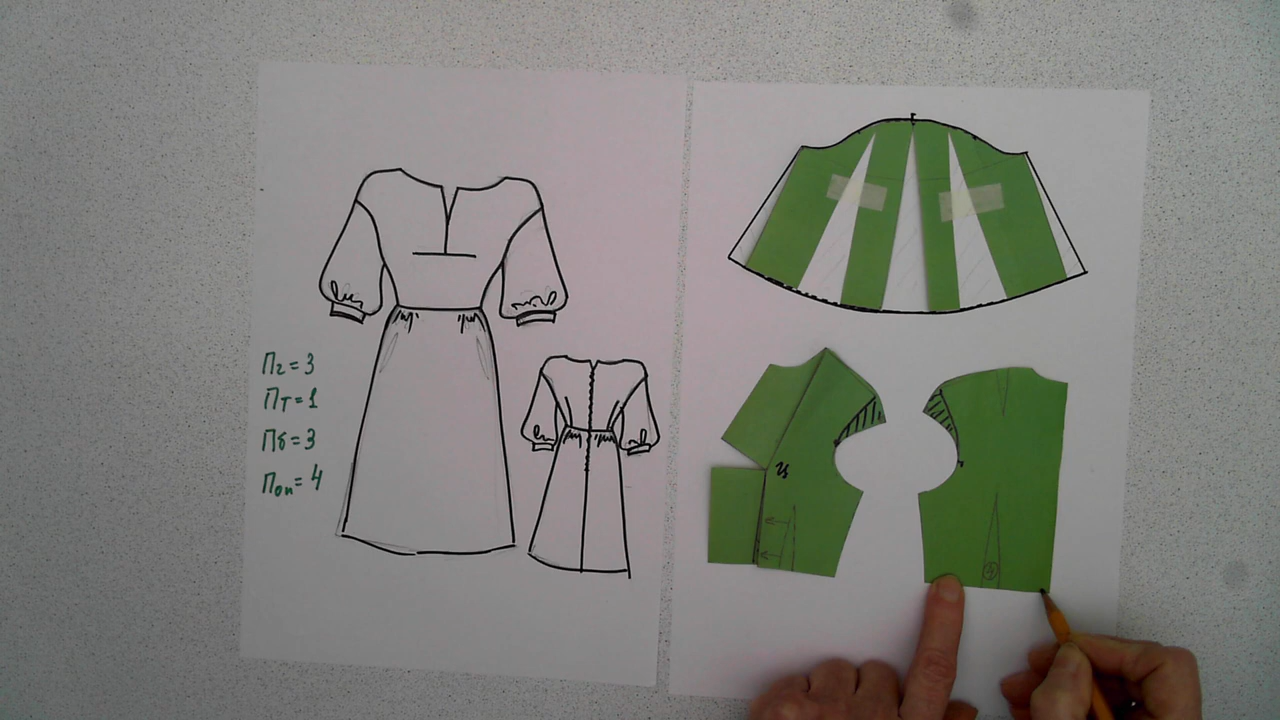 Пг = 3
Пт = 1
Пб = 3
Поп = 4
ц